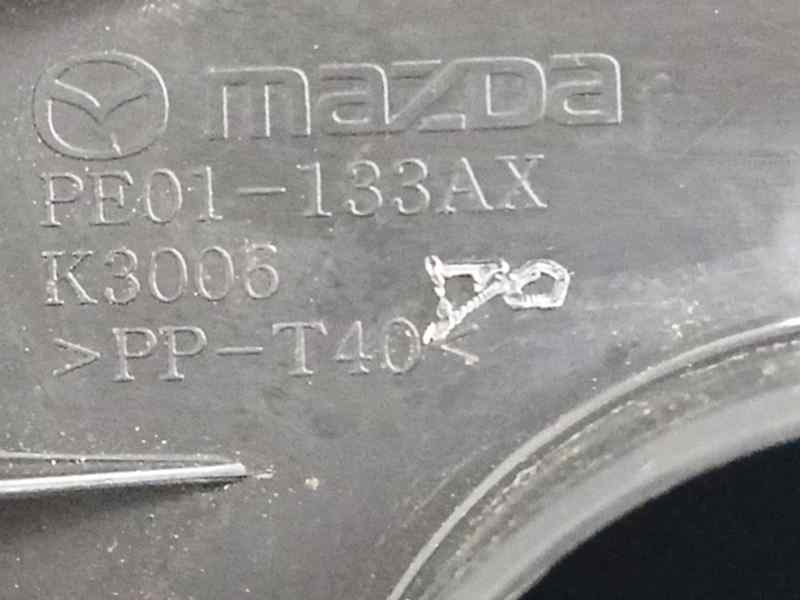 mazda
PE01-133AX
K3006
>PP-T40<